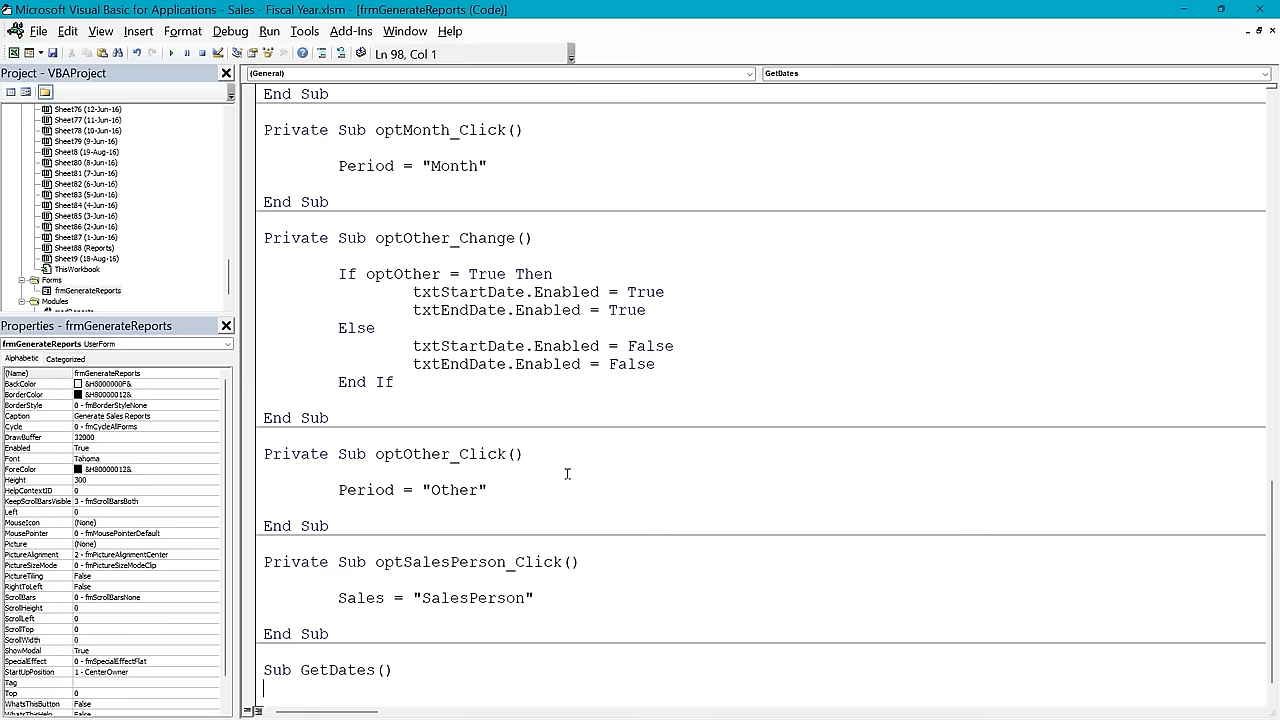 Microsoft Visual Basic for Applications - Sales - Fiscal Year.xlsm - [frmGenerateReports (Code)]
File Edit View Insert Format Debug Run Tools Add-Ins Window Help
Ln 98, Col 1
Project - VBAProject
Sheet76 (12-Jun-16)
Sheet77 (11-Jun-16)
Sheet78 (10-Jun-16)
Sheet79 (9-Jun-16)
Sheet8 (19-Aug-16)
Sheet80 (8-Jun-16)
Sheet81 (7-Jun-16)
Sheet82 (6-Jun-16)
Sheet83 (5-Jun-16)
Sheet84 (4-Jun-16)
Sheet85 (3-Jun-16)
Sheet86 (2-Jun-16)
Sheet87 (1-Jun-16)
Sheet88 (Reports)
Sheet9 (18-Aug-16)
ThisWorkbook
Forms
frmGenerateReports
Modules
Properties - frmGenerateReports
frmGenerateReports UserForm
Alphabetic Categorized
(Name) frmGenerateReports
BackColor &H8000000F&
BorderColor &H80000012&
BorderStyle 0 - fmBorderStyleNone
Caption Generate Sales Reports
Cycle 0 - fmCycleAllForms
DrawBuffer 32000
Enabled True
Font Tahoma
ForeColor &H80000012&
Height 300
HelpContextID 0
KeepScrollBarsVisible 3 - fmScrollBarsBoth
Left 0
MouseIcon (None)
MousePointer 0 - fmMousePointerDefault
Picture (None)
PictureAlignment 2 - fmPictureAlignmentCenter
PictureSizeMode 0 - fmPictureSizeModeClip
PictureTiling False
RightToLeft False
ScrollBars 0 - fmScrollBarsNone
ScrollHeight 0
ScrollLeft 0
ScrollTop 0
ScrollWidth 0
ShowModal True
SpecialEffect 0 - fmSpecialEffectFlat
StartUpPosition 1 - CenterOwner
Tag
Top 0
WhatsThisButton False
WhatsThisHelp False
(General) GetDates
End Sub
Private Sub optMonth_Click()
Period = "Month"
End Sub
Private Sub optOther_Change()
If optOther = True Then
txtStartDate.Enabled = True
txtEndDate.Enabled = True
Else
txtStartDate.Enabled = False
txtEndDate.Enabled = False
End If
End Sub
Private Sub optOther_Click()
Period = "Other"
End Sub
Private Sub optSalesPerson_Click()
Sales = "SalesPerson"
End Sub
Sub GetDates()